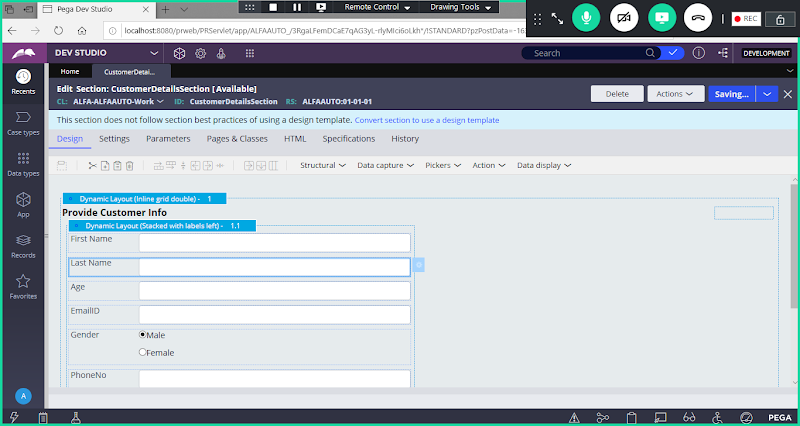 Pega Dev Studio
Remote Control
Drawing Tools
REC
localhost:8080/prweb/PRServlet/app/ALFAAUTO_/3RgaLFemDCaE7qAG3yL-rlyMIci6oLkh*/!STANDARD?pzPostData=-163
DEV STUDIO
Search
DEVELOPMENT
Recents
Home
CustomerDetai...
Edit Section: CustomerDetailsSection [Available]
CL: ALFA-ALFAAUTO-Work
ID: CustomerDetailsSection
RS: ALFAAUTO:01-01-01
Delete
Actions
Saving...
This section does not follow section best practices of using a design template. Convert section to use a design template
Case types
Design
Settings
Parameters
Pages & Classes
HTML
Specifications
History
Data types
Structural
Data capture
Pickers
Action
Data display
App
Dynamic Layout (Inline grid double) - 1
Provide Customer Info
Dynamic Layout (Stacked with labels left) - 1.1
First Name
Records
Last Name
Favorites
Age
EmailID
Gender
Male
Female
PhoneNo
A
PEGA